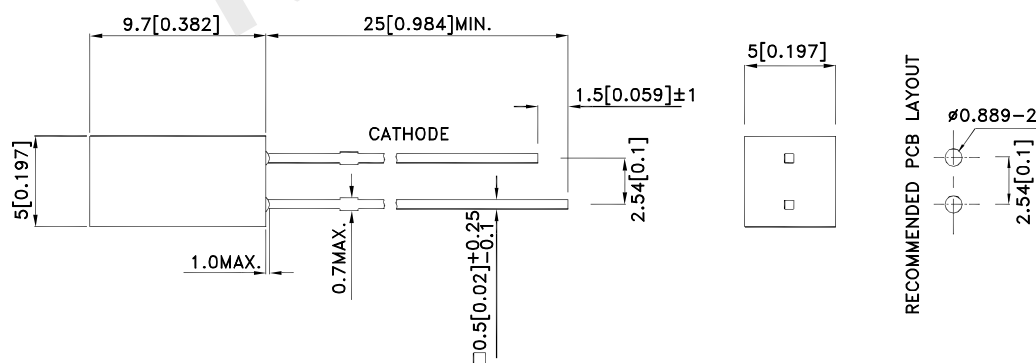 9.7[0.382]
25[0.984]MIN.
5[0.197]
1.5[0.059]±1
CATHODE
5[0.197]
2.54[0.1]
1.0MAX.
0.7MAX.
□0.5[0.02]+0.25
-0.1
RECOMMENDED PCB LAYOUT
ø0.889-2
2.54[0.1]